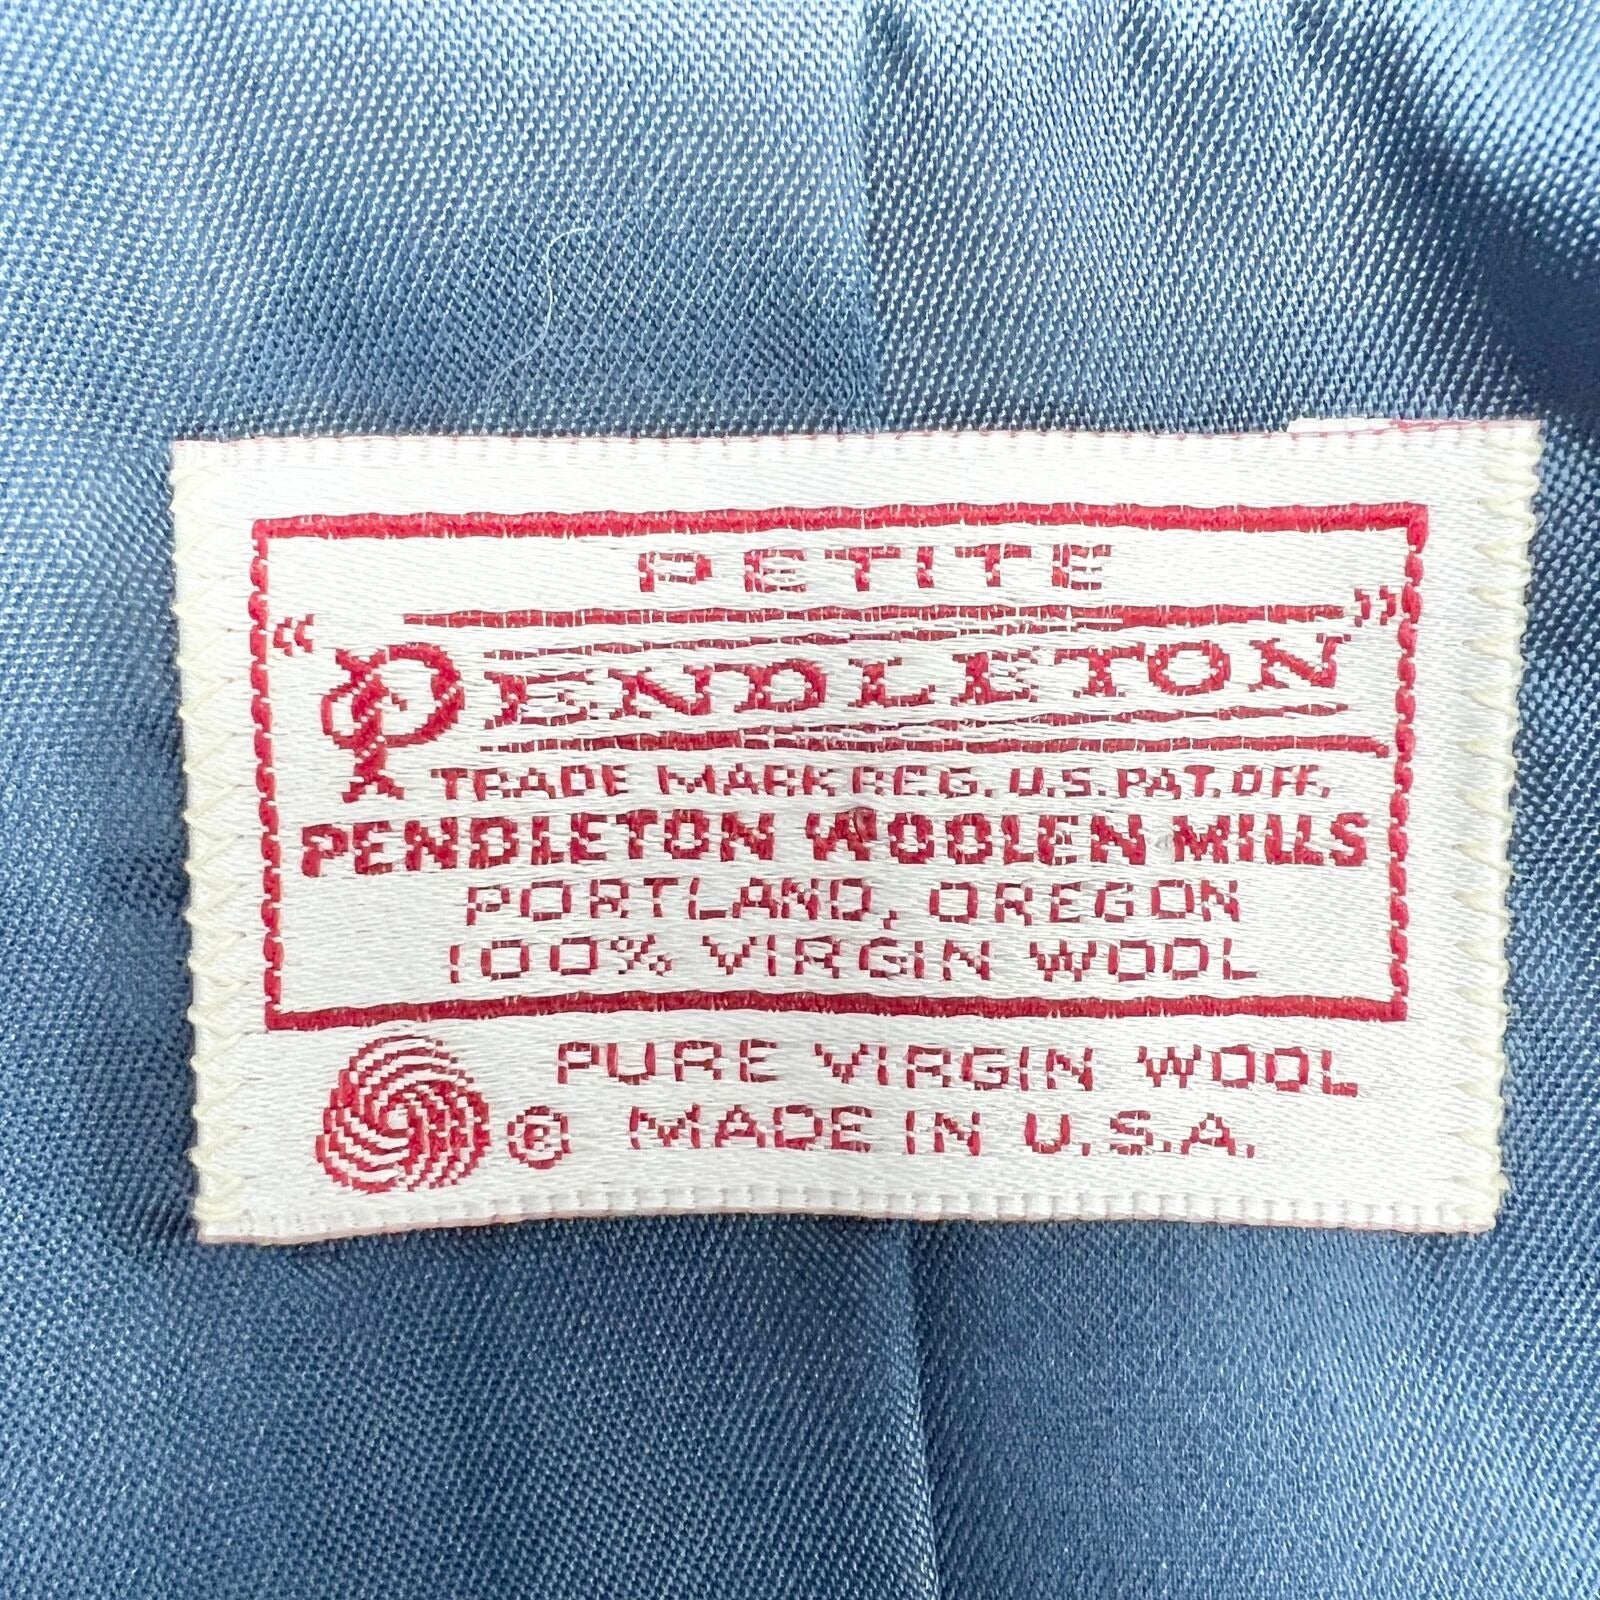 PETITE
"PENDLETON"
TRADE MARK REG. U.S. PAT. OFF.
PENDLETON WOOLEN MILLS
PORTLAND, OREGON
100% VIRGIN WOOL
PURE VIRGIN WOOL
® MADE IN U.S.A.